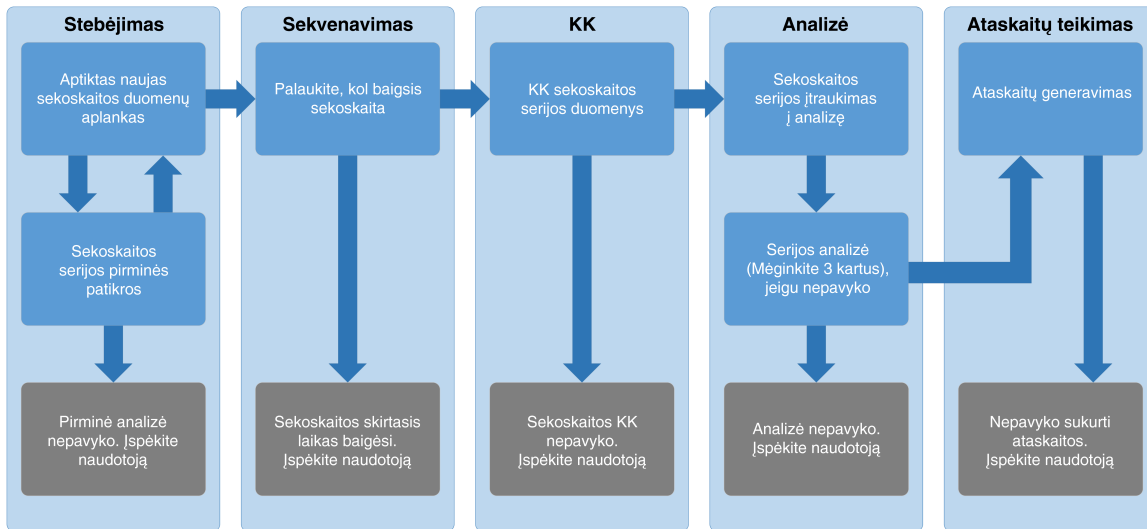 Stebėjimas
Aptiktas naujas
sekoskaitos duomenų
aplankas
Sekoskaitos
serijos pirminės
patikros
Pirminė analizė
nepavyko. Įspėkite
naudotoją
Sekvenavimas
Palaukite, kol baigsis
sekoskaita
Sekoskaitos skirtasis
laikas baigėsi.
Įspėkite naudotoją
KK
KK sekoskaitos
serijos duomenys
Sekoskaitos KK
nepavyko.
Įspėkite naudotoją
Analizė
Sekoskaitos
serijos įtraukimas
į analizę
Serijos analizė
(Mėginkite 3 kartus),
jeigu nepavyko
Analizė nepavyko.
Įspėkite naudotoją
Ataskaitų teikimas
Ataskaitų generavimas
Nepavyko sukurti
ataskaitos.
Įspėkite naudotoją